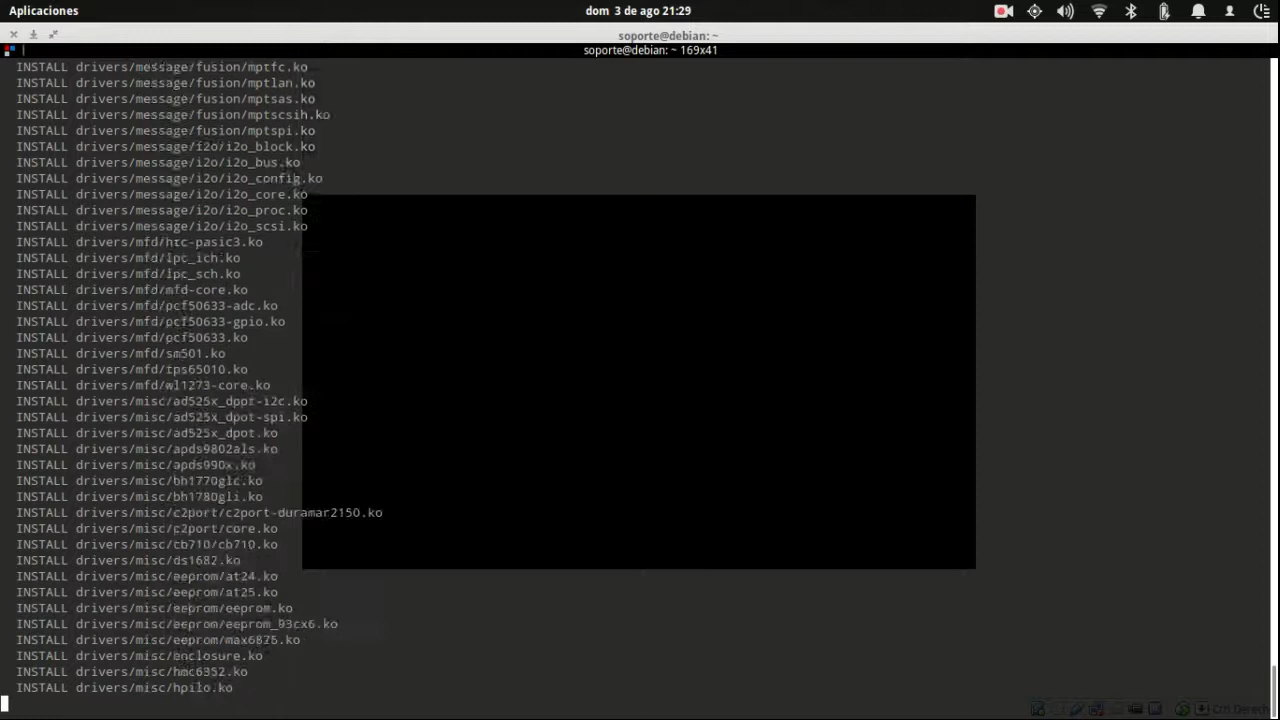 Aplicaciones
dom 3 de ago 21:29
soporte@debian: ~
soporte@debian: ~ 169x41
INSTALL drivers/message/fusion/mptfc.ko
INSTALL drivers/message/fusion/mptlan.ko
INSTALL drivers/message/fusion/mptsas.ko
INSTALL drivers/message/fusion/mptscsih.ko
INSTALL drivers/message/fusion/mptspi.ko
INSTALL drivers/message/i2o/i2o_block.ko
INSTALL drivers/message/i2o/i2o_bus.ko
INSTALL drivers/message/i2o/i2o_config.ko
INSTALL drivers/message/i2o/i2o_core.ko
INSTALL drivers/message/i2o/i2o_proc.ko
INSTALL drivers/message/i2o/i2o_scsi.ko
INSTALL drivers/mfd/htc-pasic3.ko
INSTALL drivers/mfd/lpc_ich.ko
INSTALL drivers/mfd/lpc_sch.ko
INSTALL drivers/mfd/mfd-core.ko
INSTALL drivers/mfd/pcf50633-adc.ko
INSTALL drivers/mfd/pcf50633-gpio.ko
INSTALL drivers/mfd/pcf50633.ko
INSTALL drivers/mfd/sm501.ko
INSTALL drivers/mfd/tps65010.ko
INSTALL drivers/mfd/wl1273-core.ko
INSTALL drivers/misc/ad525x_dpot-i2c.ko
INSTALL drivers/misc/ad525x_dpot-spi.ko
INSTALL drivers/misc/ad525x_dpot.ko
INSTALL drivers/misc/apds9802als.ko
INSTALL drivers/misc/apds990x.ko
INSTALL drivers/misc/bh1770glc.ko
INSTALL drivers/misc/bh1780gli.ko
INSTALL drivers/misc/c2port/c2port-duramar2150.ko
INSTALL drivers/misc/c2port/core.ko
INSTALL drivers/misc/cb710/cb710.ko
INSTALL drivers/misc/ds1682.ko
INSTALL drivers/misc/eeprom/at24.ko
INSTALL drivers/misc/eeprom/at25.ko
INSTALL drivers/misc/eeprom/eeprom.ko
INSTALL drivers/misc/eeprom/eeprom_93cx6.ko
INSTALL drivers/misc/eeprom/max6875.ko
INSTALL drivers/misc/enclosure.ko
INSTALL drivers/misc/hmc6352.ko
INSTALL drivers/misc/hpilo.ko
Ctrl Derech